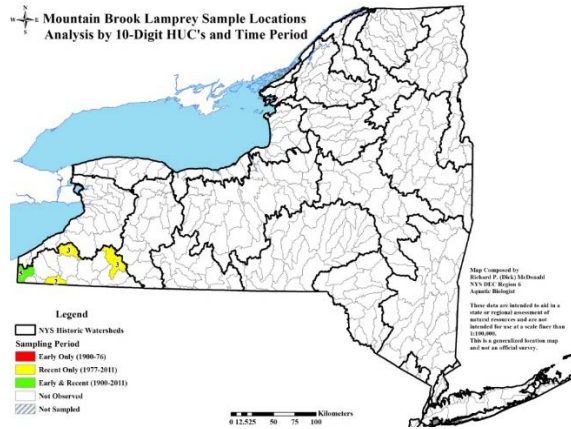 Mountain Brook Lamprey Sample Locations
Analysis by 10-Digit HUC's and Time Period
N
W
E
S
3
3
Map Composed by
Richard P. (Dick) McDonald
NYS DEC Region 6
Aquatic Biologist
These data are intended to aid in a
state or regional assessment of
natural resources and are not
intended for use at a scale finer than
1:100,000.
This is a generalized location map
and not an official survey.
Legend
NYS Historic Watersheds
Sampling Period
Early Only (1900-76)
Recent Only (1977-2011)
Early & Recent (1900-2011)
Not Observed
Not Sampled
Kilometers
0 12.525 50 75 100